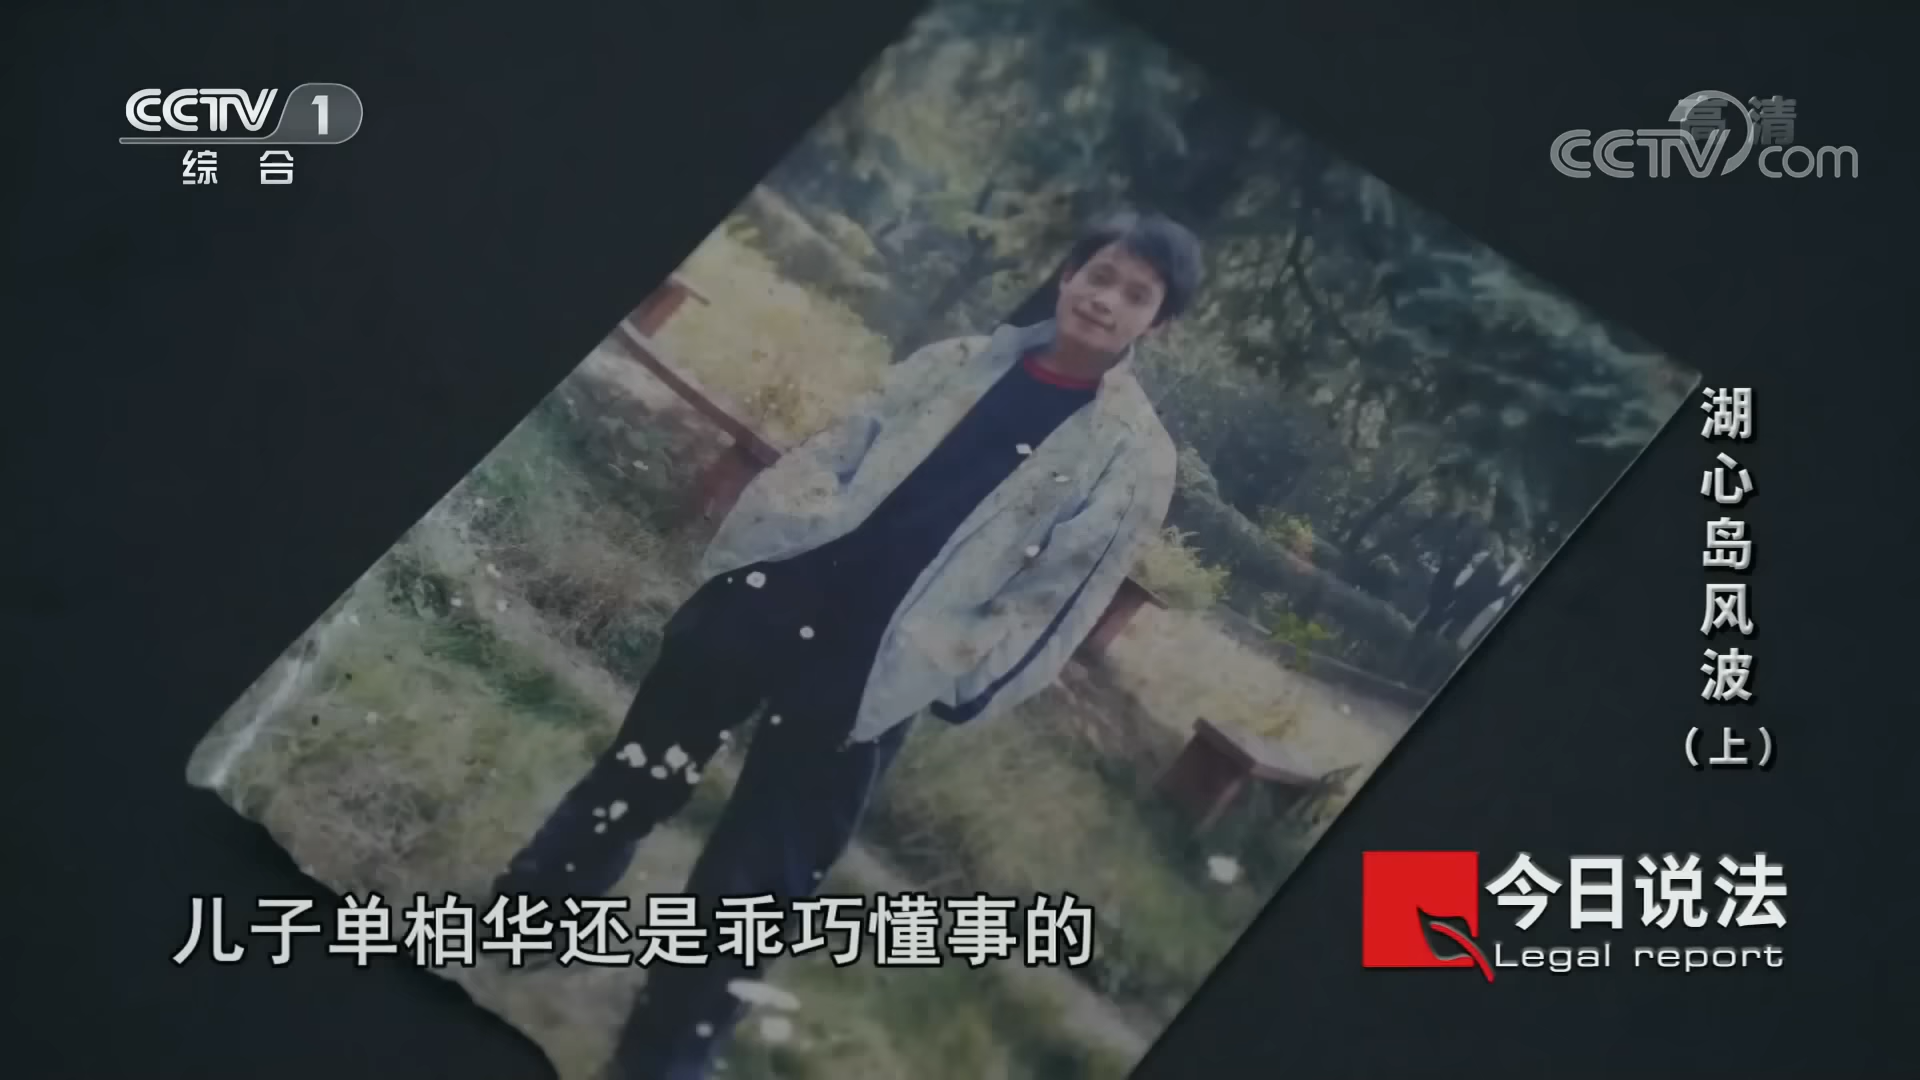 CCTV 1
综合
高清
CCTV.com
湖心岛风波
（上）
儿子单柏华还是乖巧懂事的
今日说法
Legal report